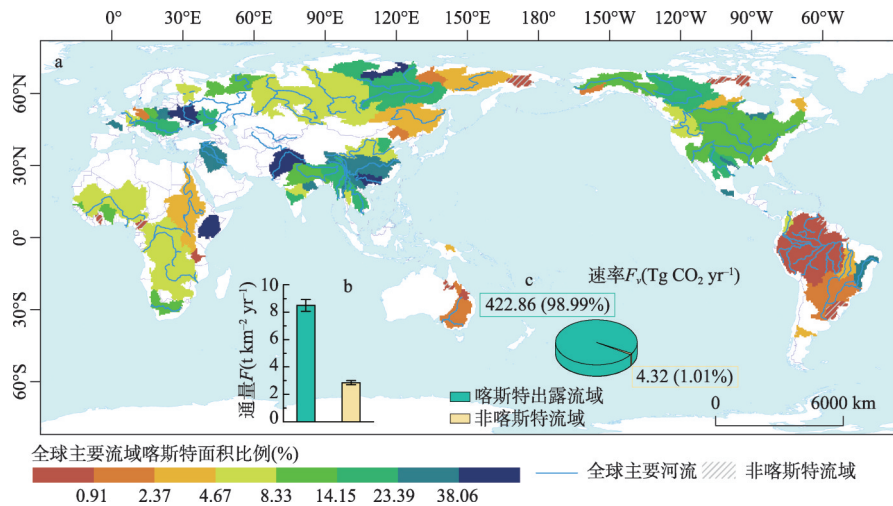 0° 30°E 60°E 90°E 120°E 150°E 180° 150°W 120°W 90°W 60°W
a
60°N
30°N
0°
30°S
60°S
b
通量F(t km⁻² yr⁻¹)
10
8
6
4
2
0
c
速率Fᵥ(Tg CO₂ yr⁻¹)
422.86 (98.99%)
4.32 (1.01%)
喀斯特出露流域
非喀斯特流域
0 6000 km
全球主要流域喀斯特面积比例(%)
0.91 2.37 4.67 8.33 14.15 23.39 38.06
全球主要河流
非喀斯特流域